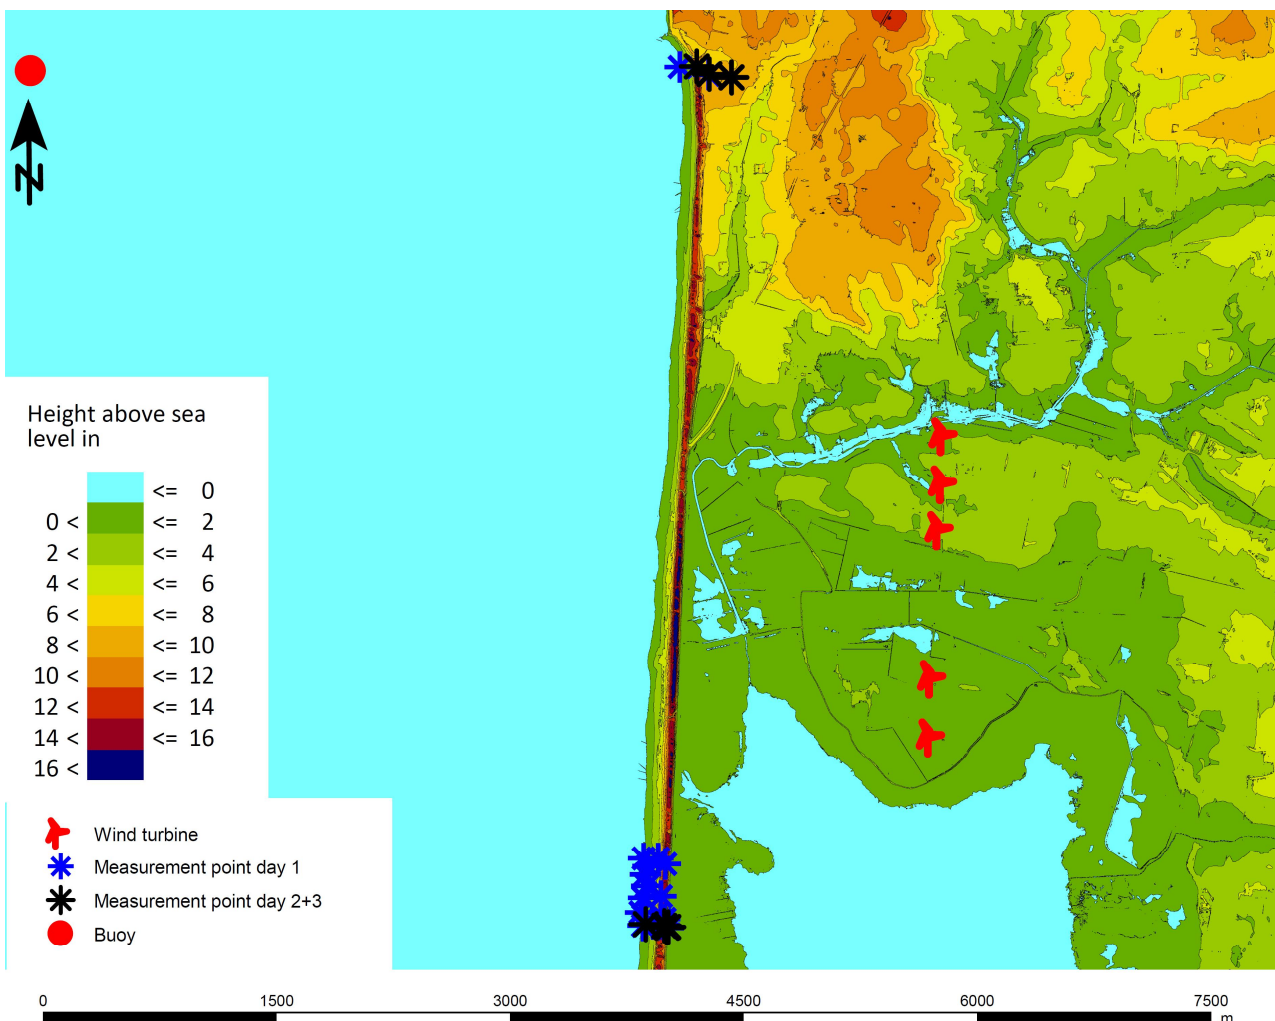 N
Height above sea
level in
<= 0
0 < <= 2
2 < <= 4
4 < <= 6
6 < <= 8
8 < <= 10
10 < <= 12
12 < <= 14
14 < <= 16
16 <
Wind turbine
Measurement point day 1
Measurement point day 2+3
Buoy
0 1500 3000 4500 6000 7500
m